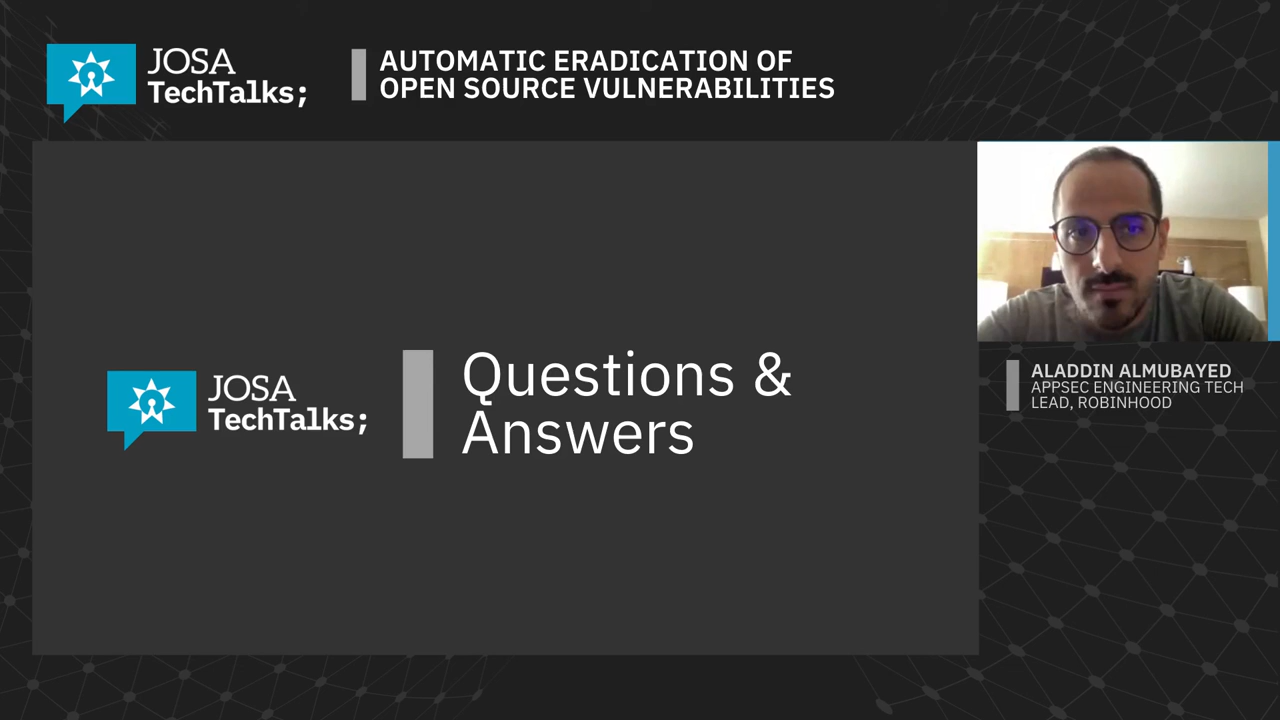 JOSA
TechTalks;
AUTOMATIC ERADICATION OF
OPEN SOURCE VULNERABILITIES
JOSA
TechTalks;
Questions &
Answers
ALADDIN ALMUBAYED
APPSEC ENGINEERING TECH
LEAD, ROBINHOOD